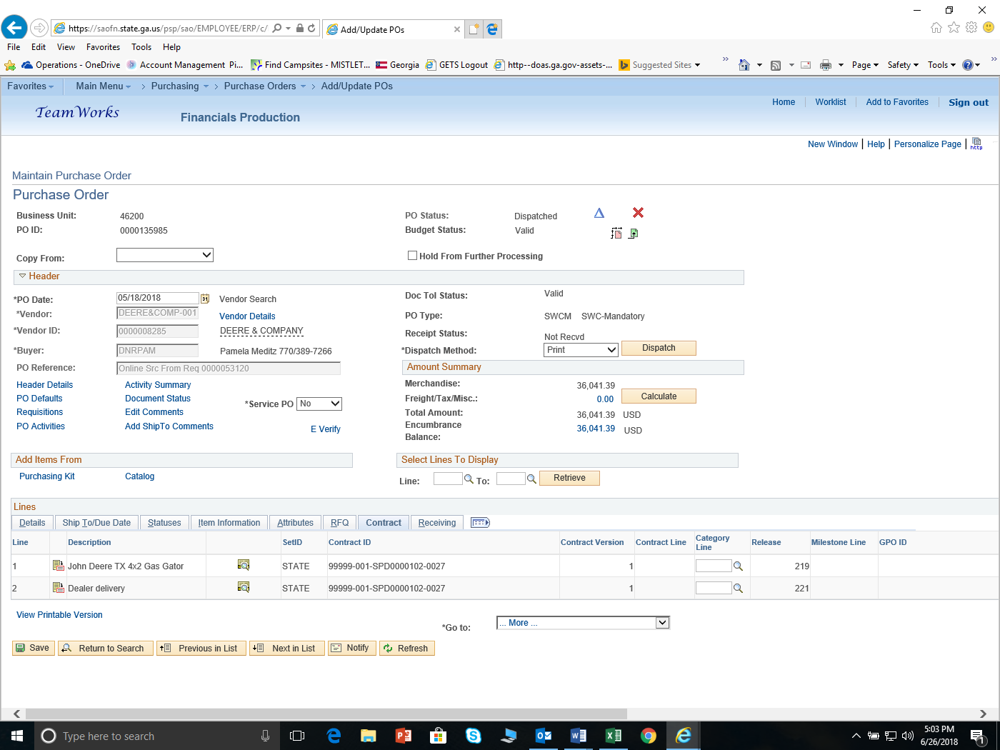 https://saofn.state.ga.us/psp/sao/EMPLOYEE/ERP/c/ Add/Update POs
File Edit View Favorites Tools Help
Operations - OneDrive Account Management Pi... Find Campsites - MISTLET... Georgia GETS Logout http--doas.ga.gov-assets-... Suggested Sites Page Safety Tools
Favorites Main Menu > Purchasing > Purchase Orders > Add/Update POs
Home Worklist Add to Favorites Sign out
TeamWorks Financials Production
New Window | Help | Personalize Page | http
Maintain Purchase Order
Purchase Order
Business Unit: 46200 PO Status: Dispatched
PO ID: 0000135985 Budget Status: Valid
Copy From: Hold From Further Processing
Header
*PO Date: 05/18/2018 Vendor Search Doc Tol Status: Valid
*Vendor: DEERE&COMP-001 Vendor Details PO Type: SWCM SWC-Mandatory
*Vendor ID: 0000008285 DEERE & COMPANY Receipt Status: Not Recvd
*Buyer: DNRPAM Pamela Meditz 770/389-7266 *Dispatch Method: Print Dispatch
PO Reference: Online Src From Req 0000053120 Amount Summary
Header Details Activity Summary Merchandise: 36,041.39
PO Defaults Document Status *Service PO No Freight/Tax/Misc.: 0.00 Calculate
Requisitions Edit Comments Total Amount: 36,041.39 USD
PO Activities Add ShipTo Comments E Verify Encumbrance Balance: 36,041.39 USD
Add Items From Select Lines To Display
Purchasing Kit Catalog Line: To: Retrieve
Lines
Details Ship To/Due Date Statuses Item Information Attributes RFQ Contract Receiving
Line Description SetID Contract ID Contract Version Contract Line Category Line Release Milestone Line GPO ID
1 John Deere TX 4x2 Gas Gator STATE 99999-001-SPD0000102-0027 1 219
2 Dealer delivery STATE 99999-001-SPD0000102-0027 1 221
View Printable Version
*Go to: ... More ...
Save Return to Search Previous in List Next in List Notify Refresh
Type here to search 5:03 PM
6/26/2018 1